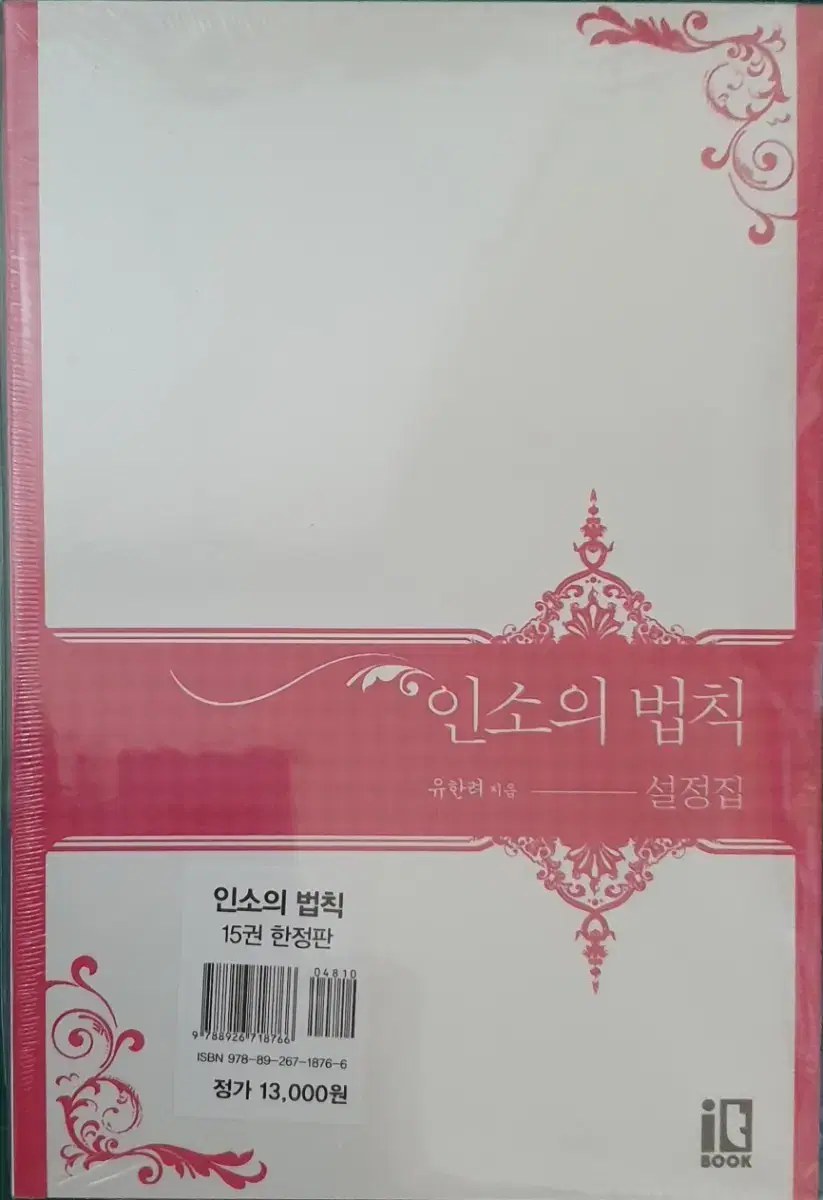 인소의 법칙
유한려 지음
설정집
인소의 법칙
15권 한정판
04810
9 788926 718766
ISBN 978-89-267-1876-6
정가 13,000원
it
BOOK